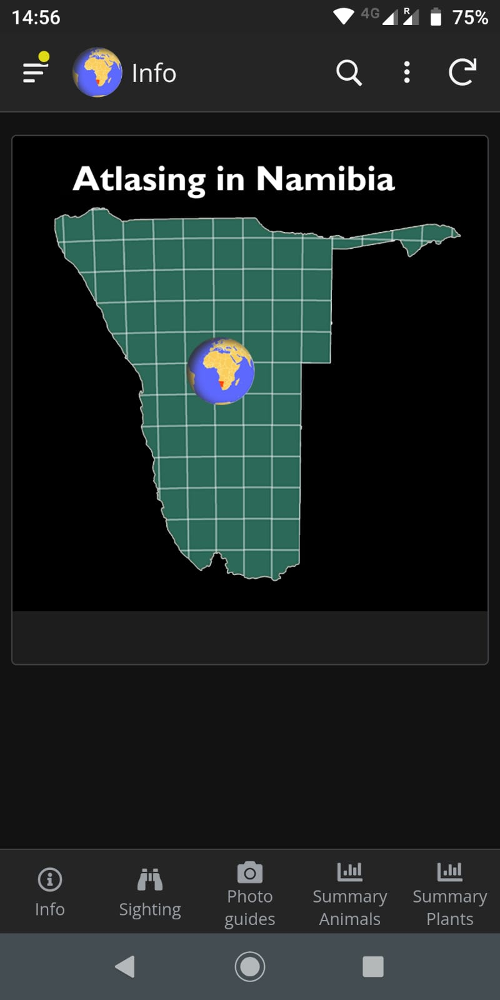 14:56
4G
R
75%
Info
Atlasing in Namibia
Info
Sighting
Photo
guides
Summary
Animals
Summary
Plants